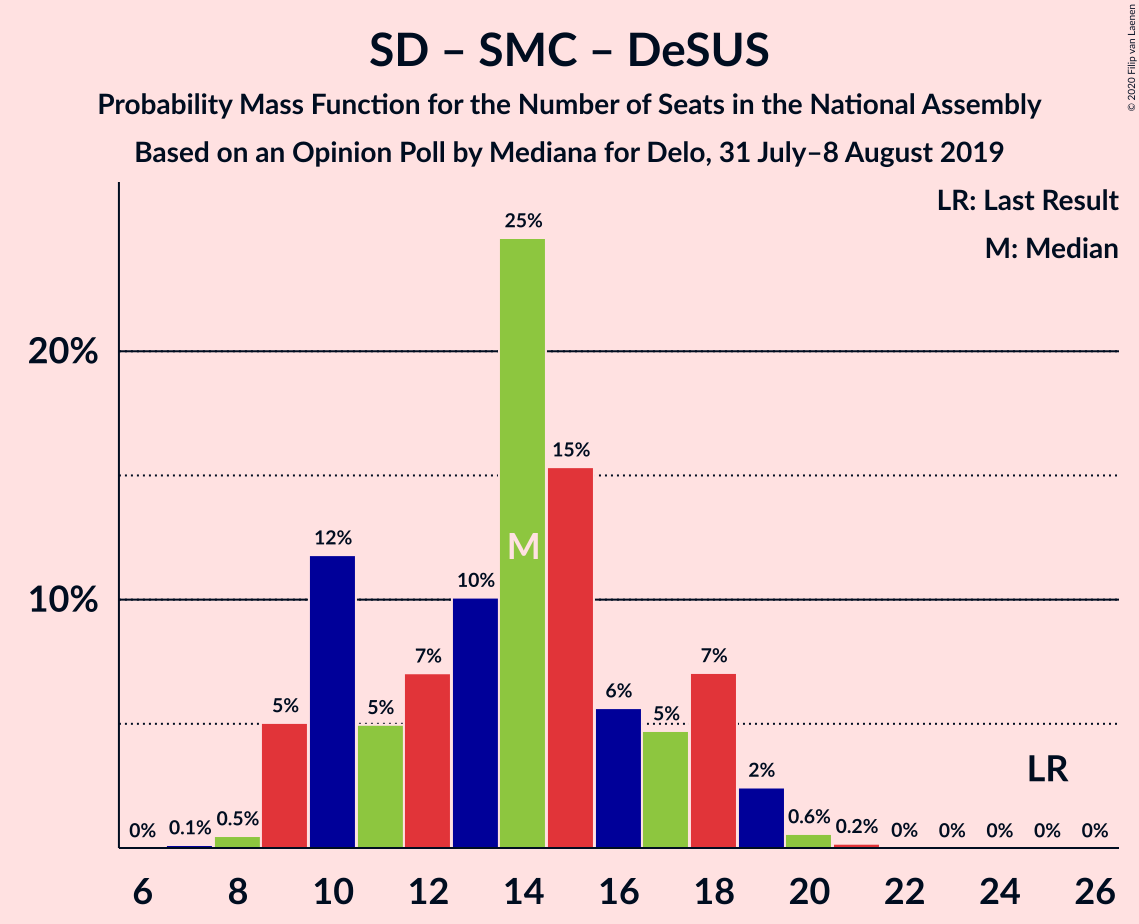 SD – SMC – DeSUS
Probability Mass Function for the Number of Seats in the National Assembly
Based on an Opinion Poll by Mediana for Delo, 31 July–8 August 2019
© 2020 Filip van Laenen
LR: Last Result
M: Median
20%
10%
0%
0.1%
0.5%
5%
12%
5%
7%
10%
25%
15%
6%
5%
7%
2%
0.6%
0.2%
0%
0%
0%
0%
0%
M
LR
6 8 10 12 14 16 18 20 22 24 26